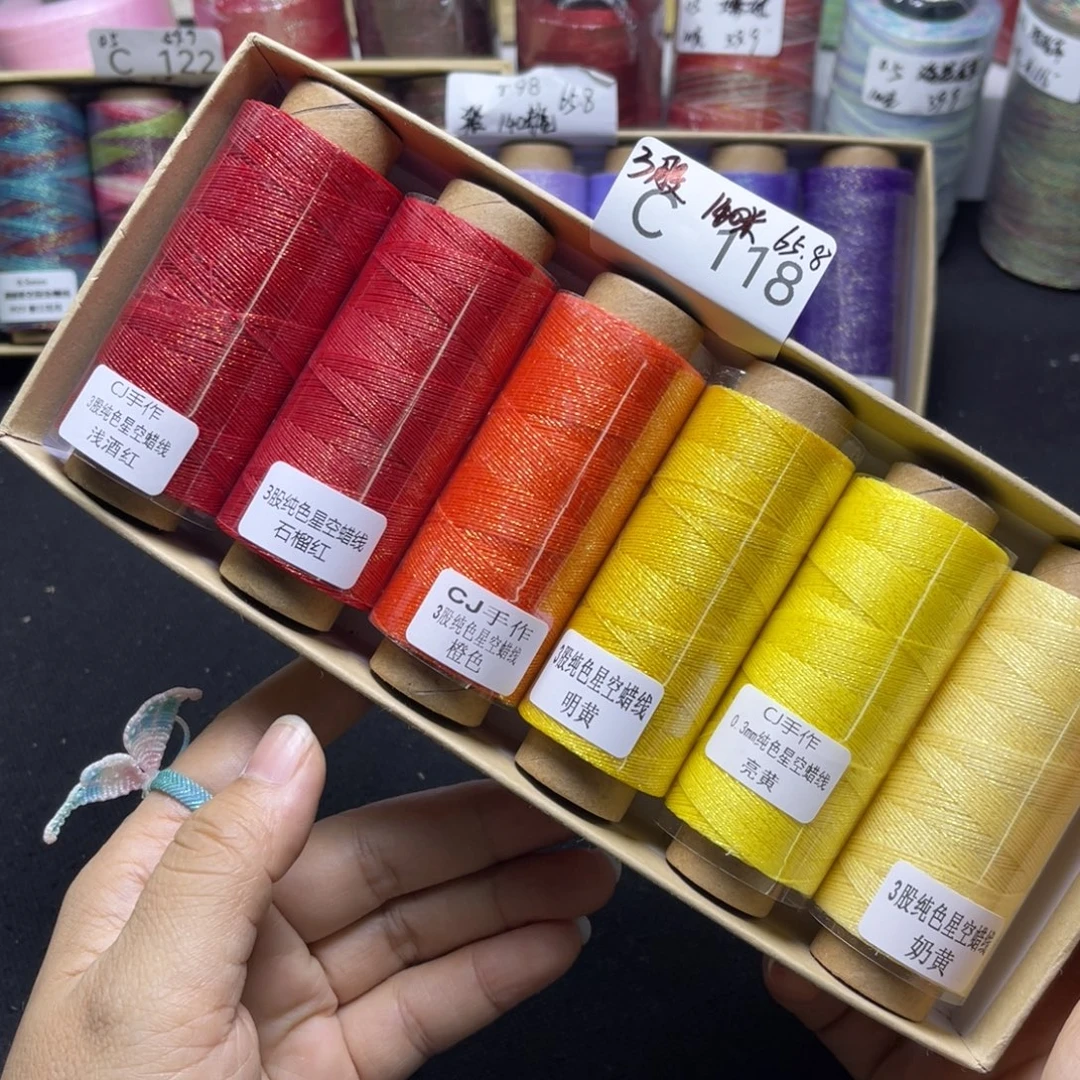 C 122
65.8
140
3股
140米 65.8
C 118
CJ手作
3股纯色星空蜡线
浅酒红
3股纯色星空蜡线
石榴红
CJ手作
3股纯色星空蜡线
橙色
3股纯色星空蜡线
明黄
CJ手作
0.3mm纯色星空蜡线
亮黄
3股纯色星空蜡线
奶黄